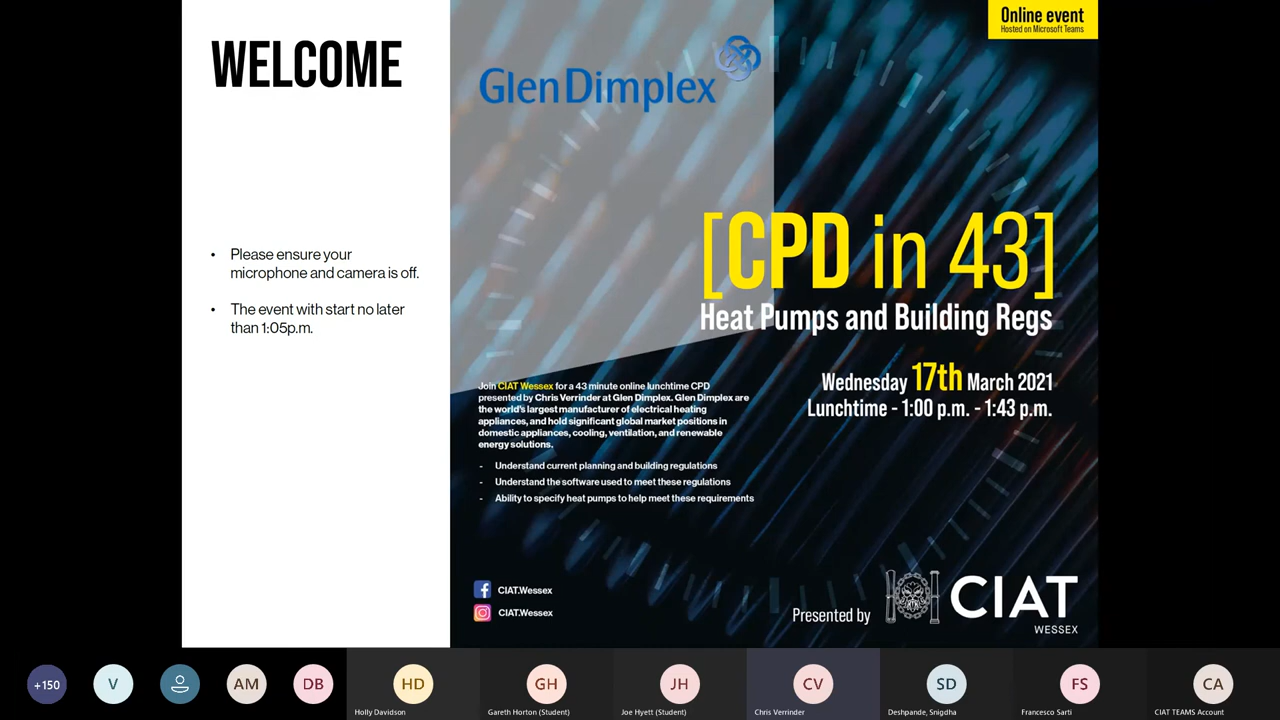 WELCOME
• Please ensure your
microphone and camera is off.
• The event with start no later
than 1:05p.m.
Online event
Hosted on Microsoft Teams
GlenDimplex
[CPD in 43]
Heat Pumps and Building Regs
Wednesday 17th March 2021
Lunchtime - 1:00 p.m. - 1:43 p.m.
Join CIAT Wessex for a 43 minute online lunchtime CPD
presented by Chris Verrinder at Glen Dimplex. Glen Dimplex are
the world's largest manufacturer of electrical heating
appliances, and hold significant global market positions in
domestic appliances, cooling, ventilation, and renewable
energy solutions.
- Understand current planning and building regulations
- Understand the software used to meet these regulations
- Ability to specify heat pumps to help meet these requirements
CIAT.Wessex
CIAT.Wessex
Presented by
CIAT
WESSEX
+150
V
AM
DB
HD
Holly Davidson
GH
Gareth Horton (Student)
JH
Joe Hyett (Student)
CV
Chris Verrinder
SD
Deshpande, Snigdha
FS
Francesco Sarti
CA
CIAT TEAMS Account